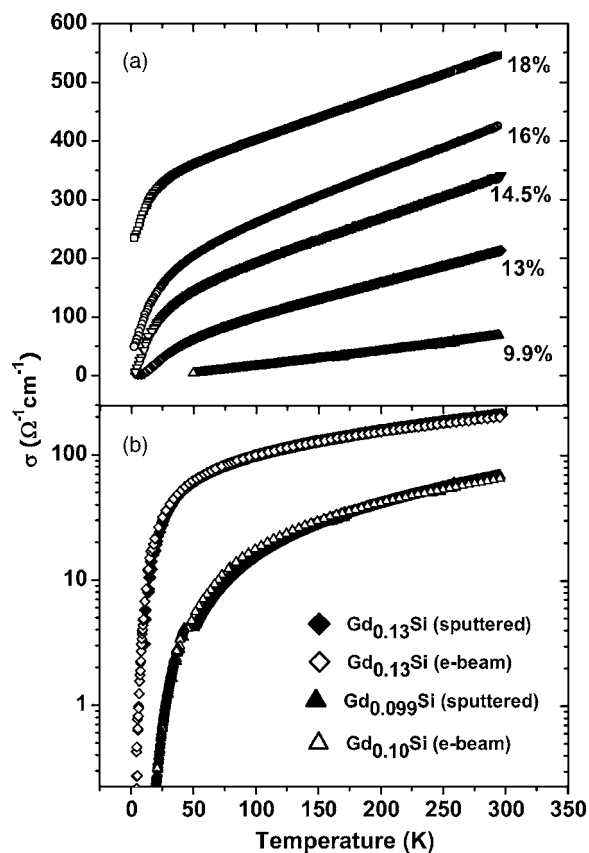 600
(a)
500
18%
400
16%
300
14.5%
200
13%
100
9.9%
0
σ (Ω⁻¹cm⁻¹)
(b)
100
10
1
Gd₀.₁₃Si (sputtered)
Gd₀.₁₃Si (e-beam)
Gd₀.₀₉₉Si (sputtered)
Gd₀.₁₀Si (e-beam)
0 50 100 150 200 250 300 350
Temperature (K)